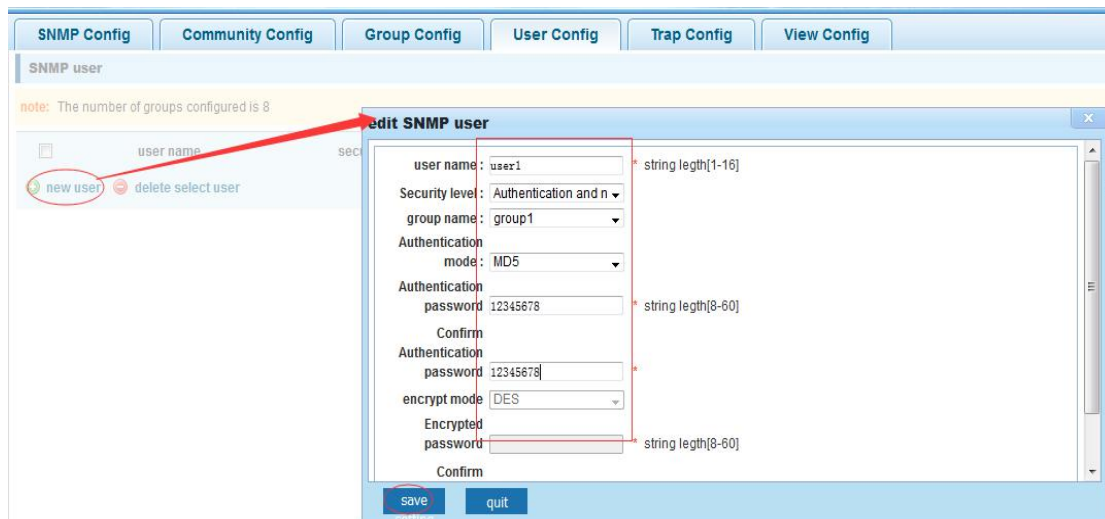 SNMP Config Community Config Group Config User Config Trap Config View Config
SNMP user
note: The number of groups configured is 8
edit SNMP user
user name
new user delete select user
user name : user1 * string legth[1-16]
Security level : Authentication and n
group name : group1
Authentication
mode : MD5
Authentication
password 12345678 * string legth[8-60]
Confirm
Authentication
password 12345678 *
encrypt mode DES
Encrypted
password * string legth[8-60]
Confirm
save quit